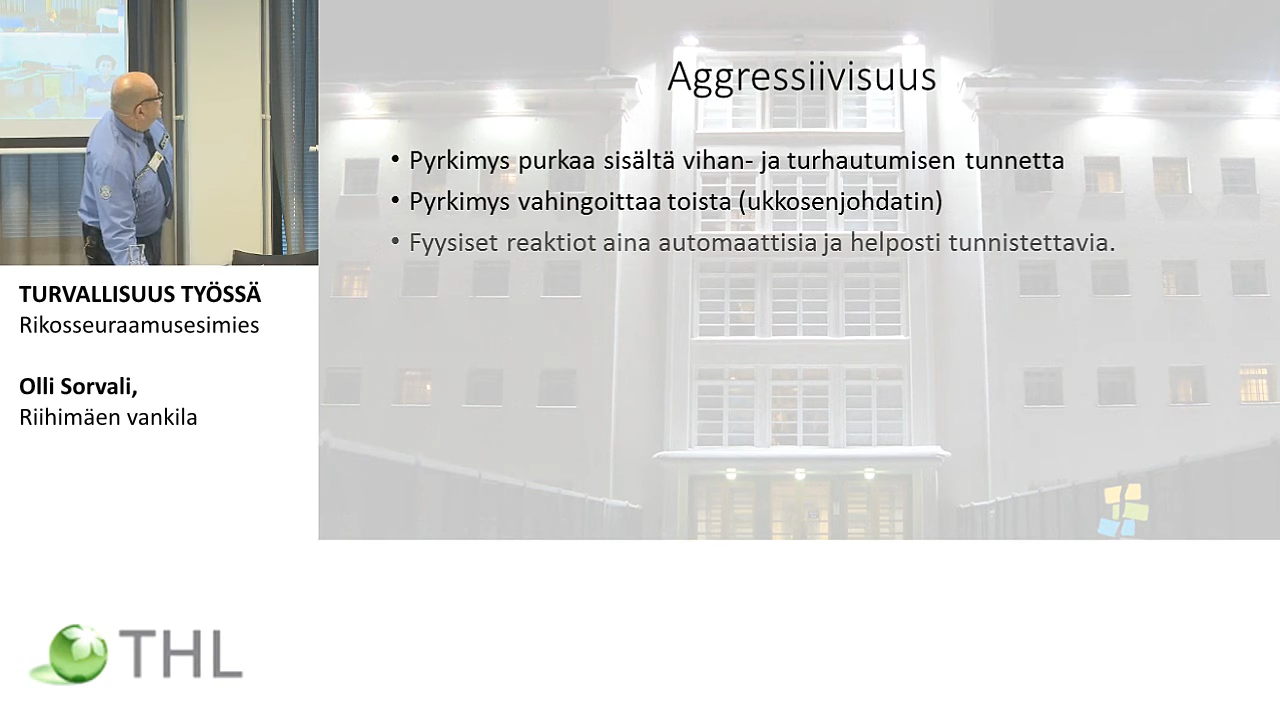 Aggressiivisuus
• Pyrkimys purkaa sisältä vihan- ja turhautumisen tunnetta
• Pyrkimys vahingoittaa toista (ukkosenjohdatin)
• Fyysiset reaktiot aina automaattisia ja helposti tunnistettavia.
TURVALLISUUS TYÖSSÄ
Rikosseuraamusesimies
Olli Sorvali,
Riihimäen vankila
THL